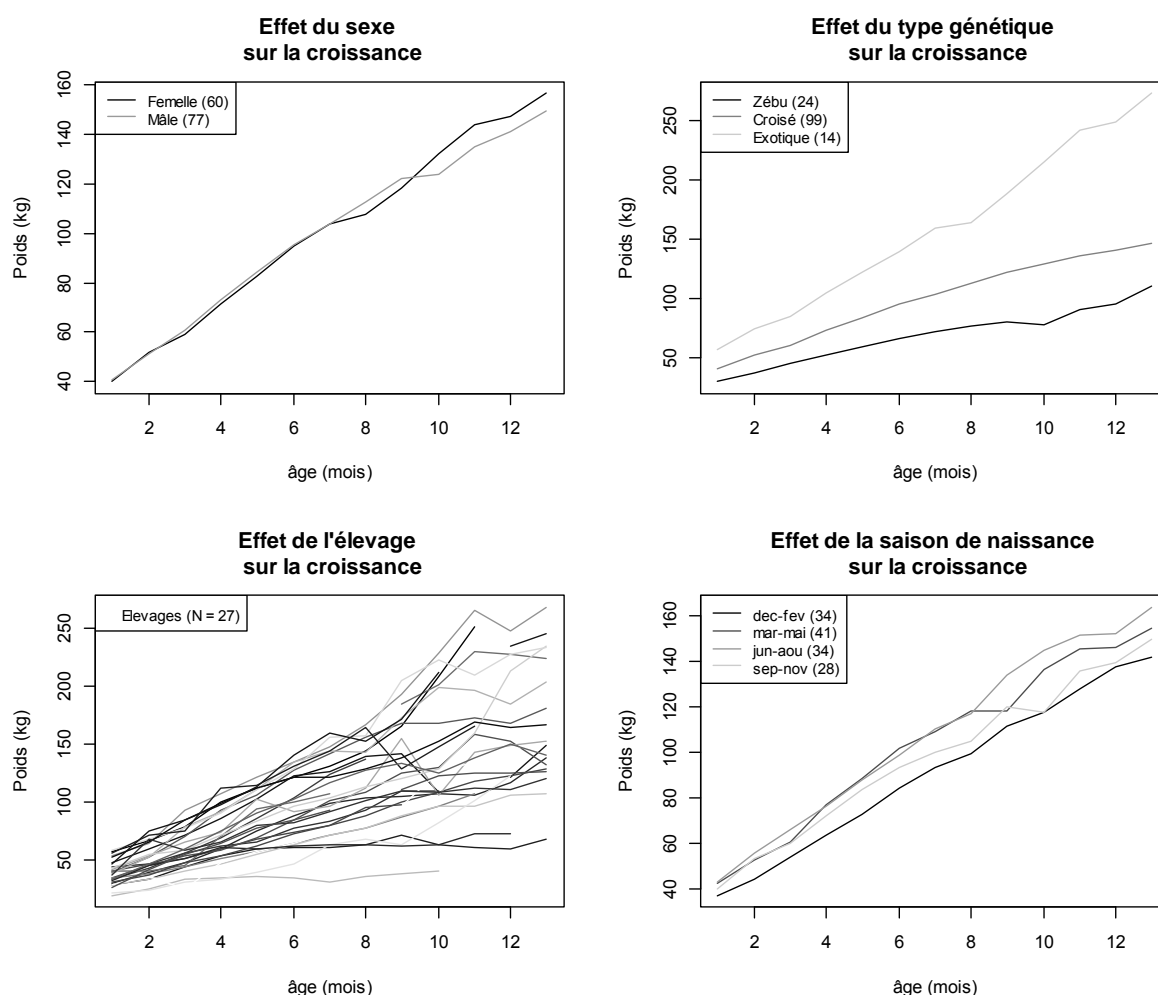 Effet du sexe
sur la croissance
Femelle (60)
Mâle (77)
160
140
120
100
80
60
40
Poids (kg)
2 4 6 8 10 12
âge (mois)
Effet du type génétique
sur la croissance
Zébu (24)
Croisé (99)
Exotique (14)
250
200
150
100
50
Poids (kg)
2 4 6 8 10 12
âge (mois)
Effet de l'élevage
sur la croissance
Elevages (N = 27)
250
200
150
100
50
Poids (kg)
2 4 6 8 10 12
âge (mois)
Effet de la saison de naissance
sur la croissance
dec-fev (34)
mar-mai (41)
jun-aou (34)
sep-nov (28)
160
140
120
100
80
60
40
Poids (kg)
2 4 6 8 10 12
âge (mois)